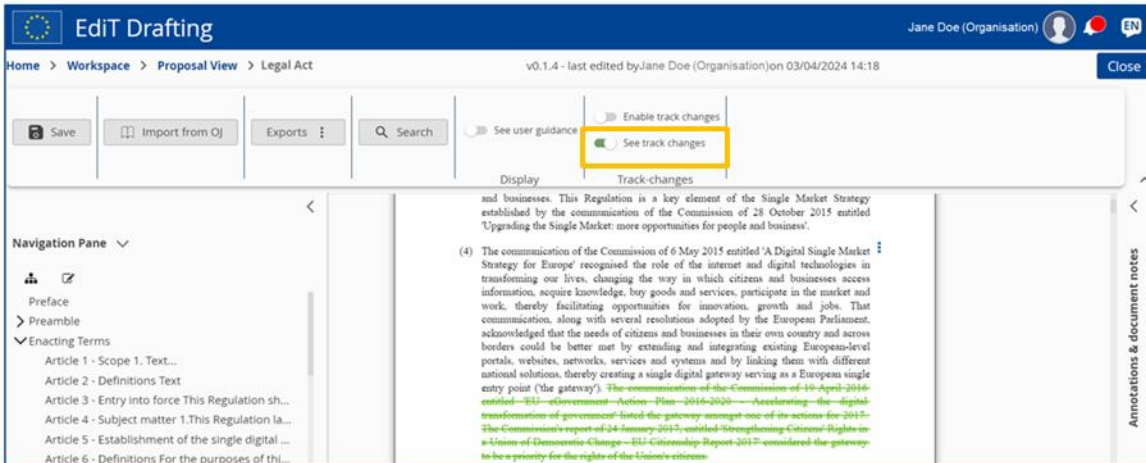 EdiT Drafting
Jane Doe (Organisation)
EN
Home > Workspace > Proposal View > Legal Act
v0.1.4 - last edited byJane Doe (Organisation)on 03/04/2024 14:18
Close
Save
Import from OJ
Exports
Search
See user guidance
Enable track changes
See track changes
Display
Track-changes
Navigation Pane
Preface
Preamble
Enacting Terms
Article 1 - Scope 1. Text...
Article 2 - Definitions Text
Article 3 - Entry into force This Regulation sh...
Article 4 - Subject matter 1.This Regulation la...
Article 5 - Establishment of the single digital ...
Article 6 - Definitions For the purposes of thi...
and businesses. This Regulation is a key element of the Single Market Strategy
established by the communication of the Commission of 28 October 2015 entitled
'Upgrading the Single Market: more opportunities for people and business'.
(4) The communication of the Commission of 6 May 2015 entitled 'A Digital Single Market
Strategy for Europe' recognised the role of the internet and digital technologies in
transforming our lives, changing the way in which citizens and businesses access
information, acquire knowledge, buy goods and services, participate in the market and
work, thereby facilitating opportunities for innovation, growth and jobs. That
communication, along with several resolutions adopted by the European Parliament,
acknowledged that the needs of citizens and businesses in their own country and across
borders could be better met by extending and integrating existing European-level
portals, websites, networks, services and systems and by linking them with different
national solutions, thereby creating a single digital gateway serving as a European single
entry point ('the gateway'). The communication of the Commission of 19 April 2016
entitled 'EU eGovernment Action Plan 2016-2020 - Accelerating the digital
transformation of government' listed the gateway amongst one of its actions for 2017.
The Commission's report of 24 January 2017, entitled 'Strengthening Citizens' Rights in
a Union of Democratic Change - EU Citizenship Report 2017' considered the gateway
to be a priority for the rights of the Union's citizens.
Annotations & document notes